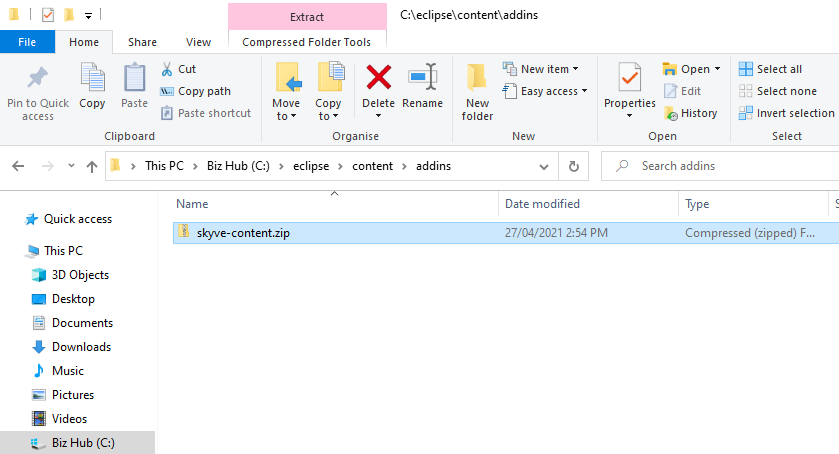 Extract
C:\eclipse\content\addins
File
Home
Share
View
Compressed Folder Tools
Pin to Quick access
Copy
Paste
Cut
Copy path
Paste shortcut
Clipboard
Move to
Copy to
Delete
Rename
Organise
New folder
New item
Easy access
New
Properties
Open
Edit
History
Open
Select all
Select none
Invert selection
Select
This PC
Biz Hub (C:)
eclipse
content
addins
Search addins
Name
Date modified
Type
S
skyve-content.zip
27/04/2021 2:54 PM
Compressed (zipped) F...
Quick access
This PC
3D Objects
Desktop
Documents
Downloads
Music
Pictures
Videos
Biz Hub (C:)